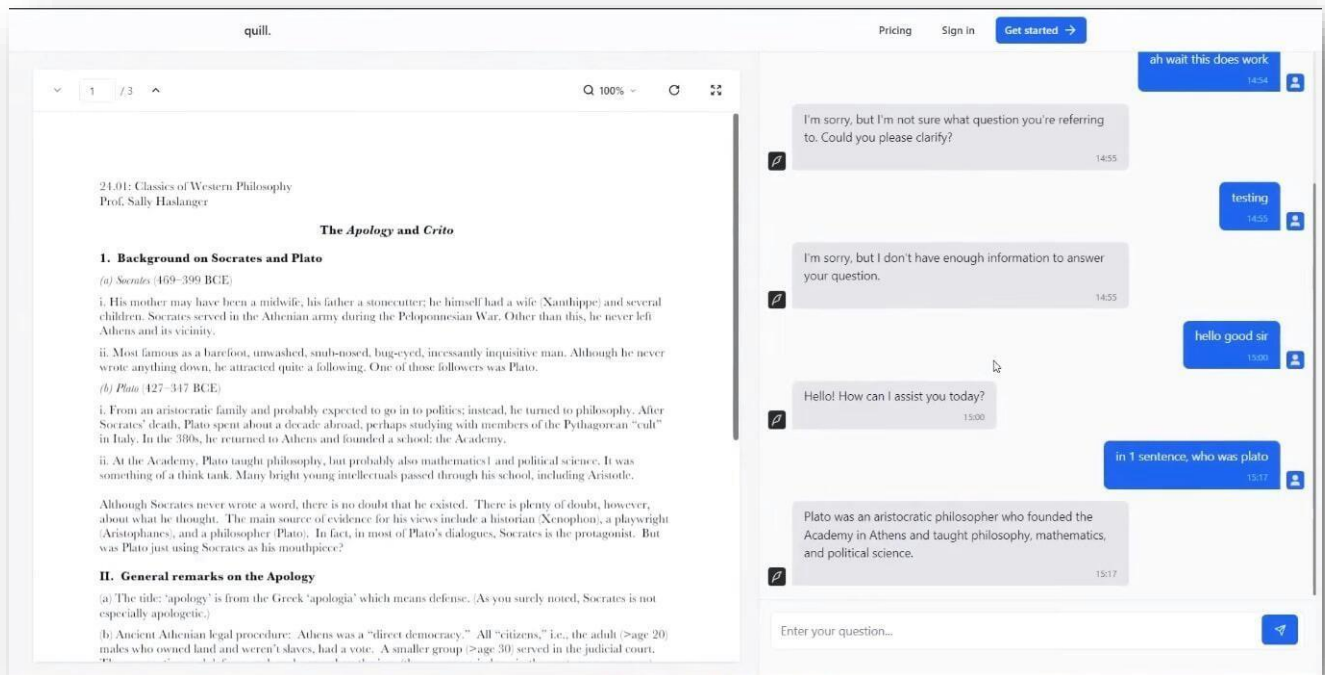 quill.
Pricing
Sign in
Get started
1 / 3
100%
24.01: Classics of Western Philosophy
Prof. Sally Haslanger
The Apology and Crito
1. Background on Socrates and Plato
(a) Socrates (469–399 BCE)
i. His mother may have been a midwife, his father a stonecutter; he himself had a wife (Xanthippe) and several
children. Socrates served in the Athenian army during the Peloponnesian War. Other than this, he never left
Athens and its vicinity.
ii. Most famous as a barefoot, unwashed, snub-nosed, bug-eyed, incessantly inquisitive man. Although he never
wrote anything down, he attracted quite a following. One of those followers was Plato.
(b) Plato (427–347 BCE)
i. From an aristocratic family and probably expected to go in to politics; instead, he turned to philosophy. After
Socrates' death, Plato spent about a decade abroad, perhaps studying with members of the Pythagorean “cult”
in Italy. In the 380s, he returned to Athens and founded a school: the Academy.
ii. At the Academy, Plato taught philosophy, but probably also mathematics1 and political science. It was
something of a think tank. Many bright young intellectuals passed through his school, including Aristotle.
Although Socrates never wrote a word, there is no doubt that he existed. There is plenty of doubt, however,
about what he thought. The main source of evidence for his views include a historian (Xenophon), a playwright
(Aristophanes), and a philosopher (Plato). In fact, in most of Plato's dialogues, Socrates is the protagonist. But
was Plato just using Socrates as his mouthpiece?
II. General remarks on the Apology
(a) The title: 'apology' is from the Greek 'apologia' which means defense. (As you surely noted, Socrates is not
especially apologetic.)
(b) Ancient Athenian legal procedure: Athens was a “direct democracy.” All “citizens,” i.e., the adult (>age 20)
males who owned land and weren't slaves, had a vote. A smaller group (>age 30) served in the judicial court.
ah wait this does work
14:54
I'm sorry, but I'm not sure what question you're referring
to. Could you please clarify?
14:55
testing
14:55
I'm sorry, but I don't have enough information to answer
your question.
14:55
hello good sir
15:00
Hello! How can I assist you today?
15:00
in 1 sentence, who was plato
15:17
Plato was an aristocratic philosopher who founded the
Academy in Athens and taught philosophy, mathematics,
and political science.
15:17
Enter your question...